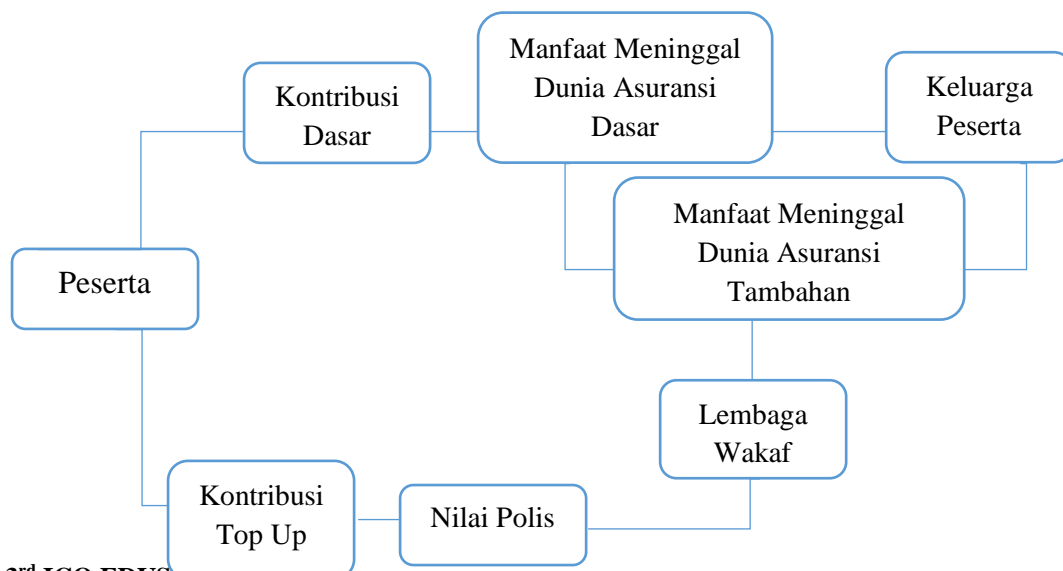 Manfaat Meninggal
Dunia Asuransi
Dasar
Kontribusi
Dasar
Keluarga
Peserta
Manfaat Meninggal
Dunia Asuransi
Tambahan
Peserta
Lembaga
Wakaf
Kontribusi
Top Up
Nilai Polis